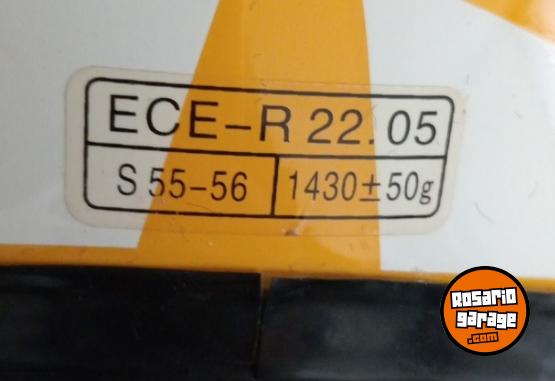 ECE-R 22.05
S 55-56 1430±50g
Rosario
garage
.com